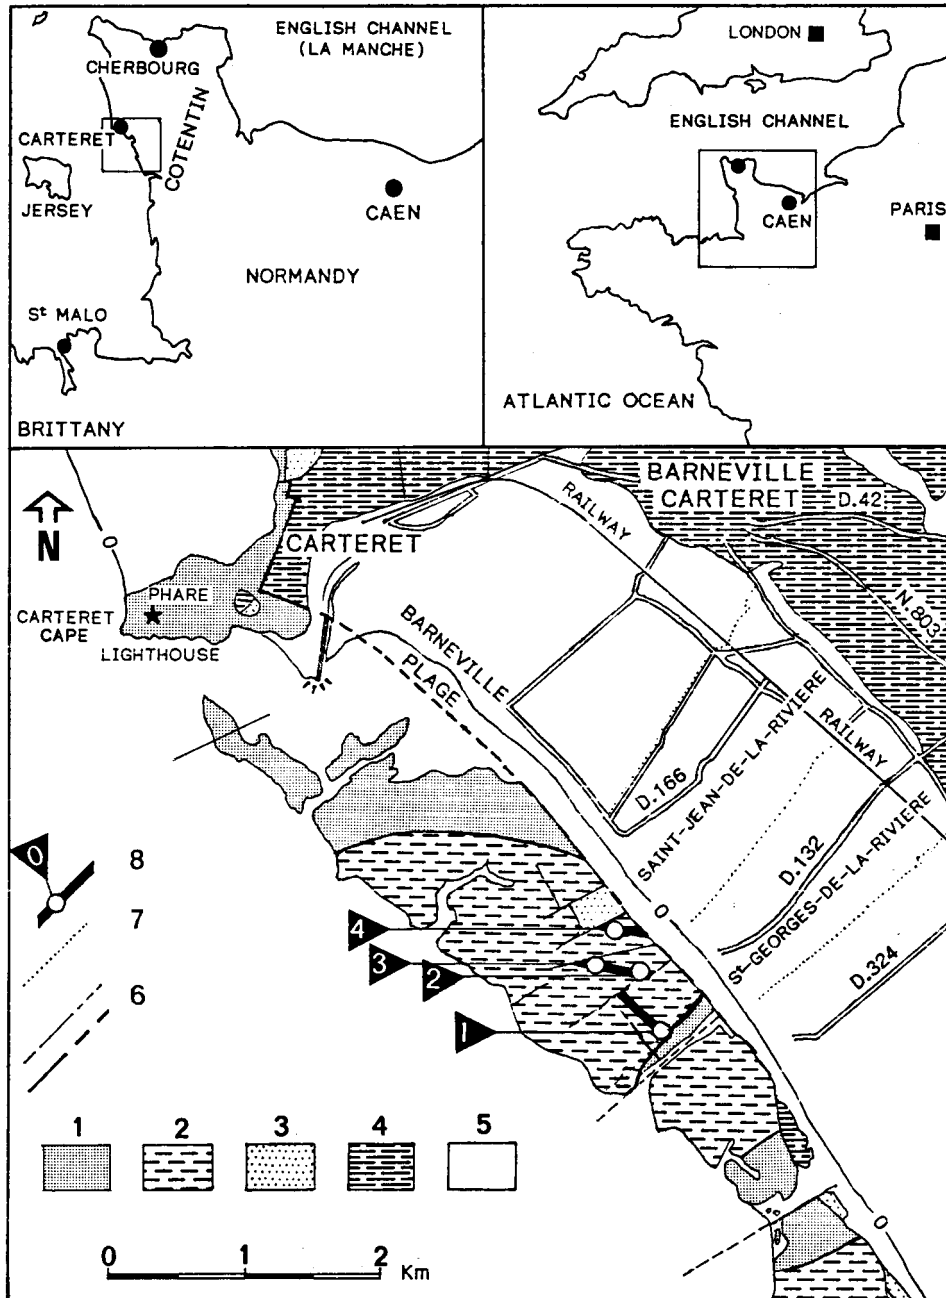 ENGLISH CHANNEL
(LA MANCHE)
CHERBOURG
CARTERET
COTENTIN
JERSEY
CAEN
NORMANDY
St MALO
BRITTANY
LONDON
ENGLISH CHANNEL
CAEN
PARIS
ATLANTIC OCEAN
BARNEVILLE
CARTERET
D.42
RAILWAY
N
0
CARTERET
PHARE
CARTERET
CAPE
LIGHTHOUSE
N.803
BARNEVILLE
PLAGE
RAILWAY
D.166
SAINT-JEAN-DE-LA-RIVIERE
D.132
St-GEORGES-DE-LA-RIVIERE
D.324
0
0
0
8
7
6
4
3
2
1
1
2
3
4
5
0
1
2
Km